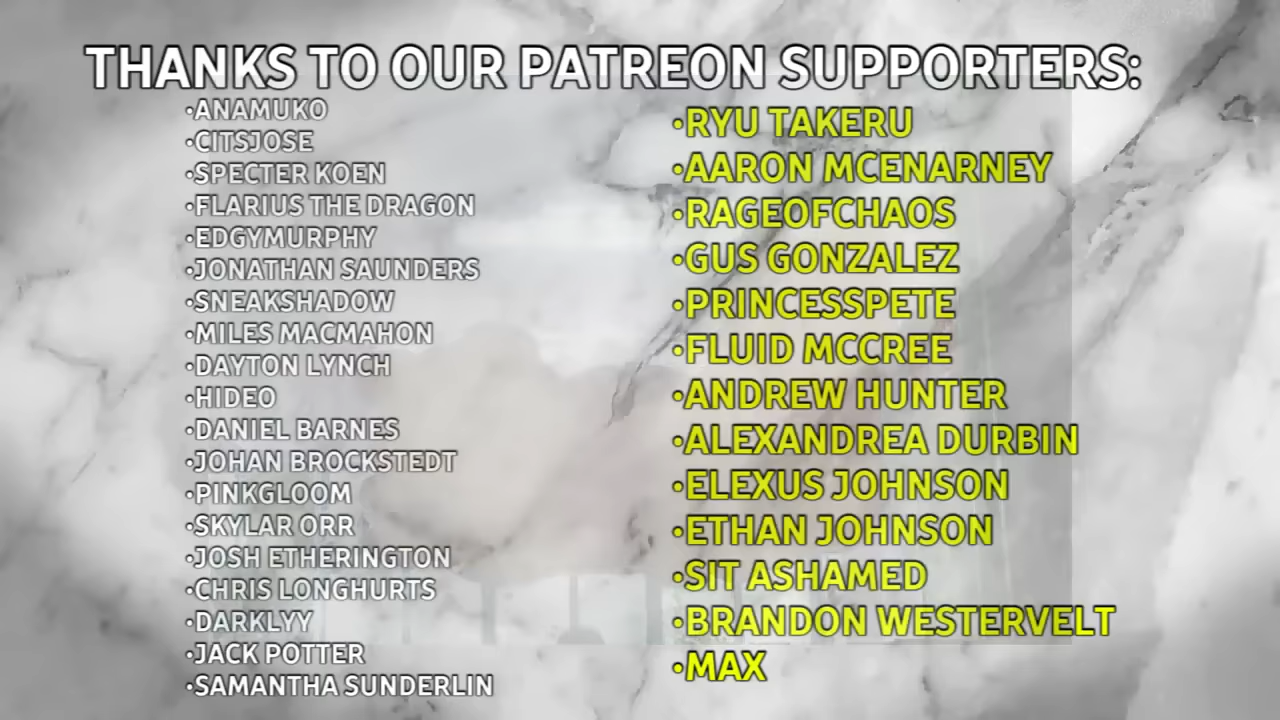 THANKS TO OUR PATREON SUPPORTERS:
•ANAMUKO
•CITSJOSE
•SPECTER KOEN
•FLARIUS THE DRAGON
•EDGYMURPHY
•JONATHAN SAUNDERS
•SNEAKSHADOW
•MILES MACMAHON
•DAYTON LYNCH
•HIDEO
•DANIEL BARNES
•JOHAN BROCKSTEDT
•PINKGLOOM
•SKYLAR ORR
•JOSH ETHERINGTON
•CHRIS LONGHURTS
•DARKLYY
•JACK POTTER
•SAMANTHA SUNDERLIN
•RYU TAKERU
•AARON MCENARNEY
•RAGEOFCHAOS
•GUS GONZALEZ
•PRINCESSPETE
•FLUID MCCREE
•ANDREW HUNTER
•ALEXANDREA DURBIN
•ELEXUS JOHNSON
•ETHAN JOHNSON
•SIT ASHAMED
•BRANDON WESTERVELT
•MAX